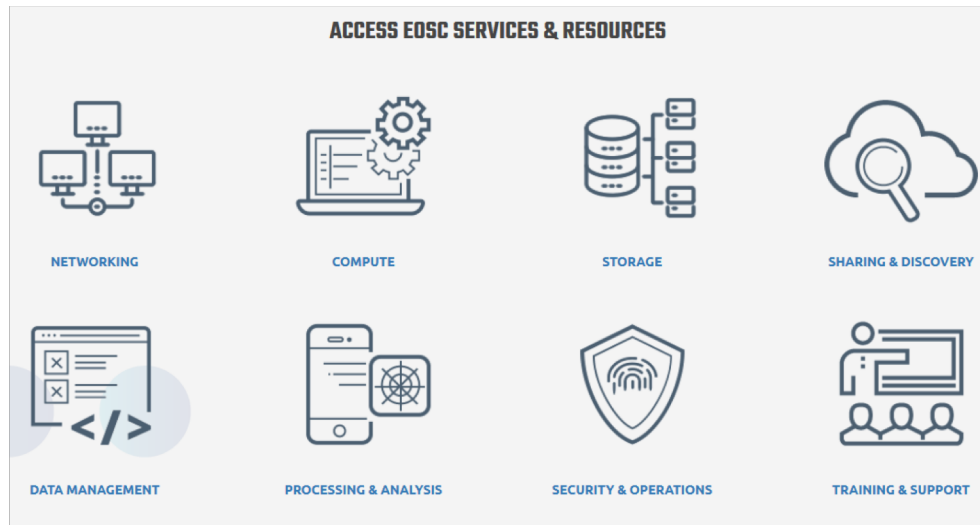 ACCESS EOSC SERVICES & RESOURCES
NETWORKING
COMPUTE
STORAGE
SHARING & DISCOVERY
DATA MANAGEMENT
PROCESSING & ANALYSIS
SECURITY & OPERATIONS
TRAINING & SUPPORT